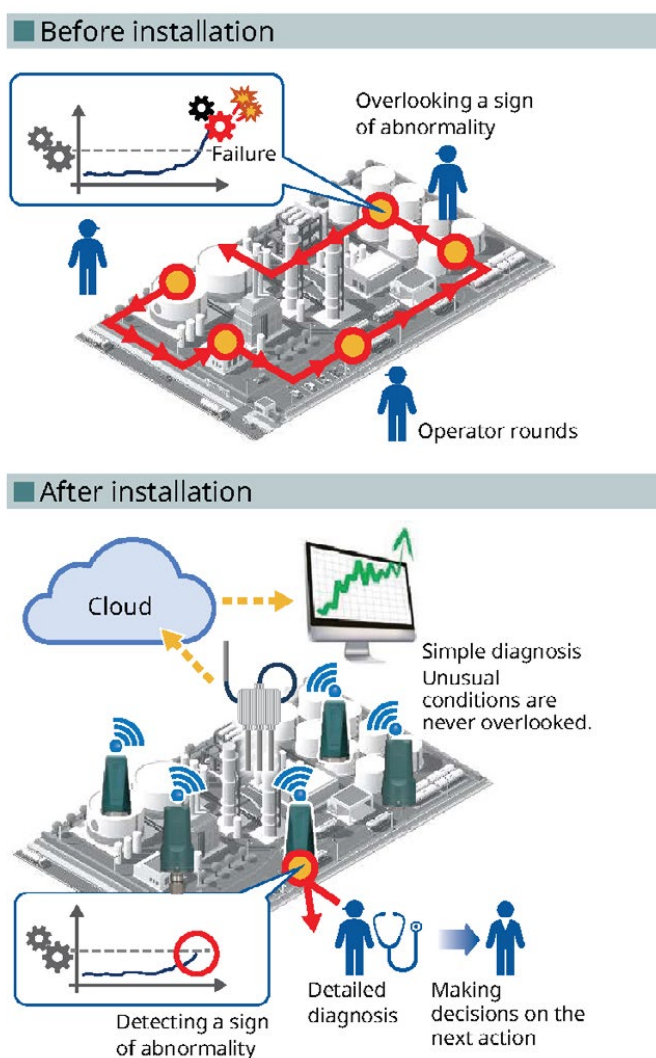 Before installation
Overlooking a sign
of abnormality
Failure
Operator rounds
After installation
Cloud
Simple diagnosis
Unusual
conditions are
never overlooked.
Detailed
diagnosis
Making
decisions on the
next action
Detecting a sign
of abnormality